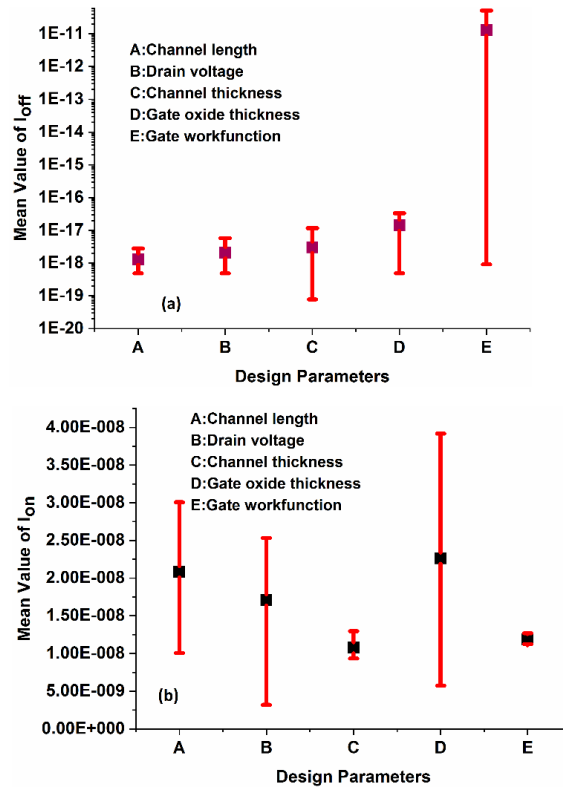 Mean Value of Ioff
1E-11
1E-12
1E-13
1E-14
1E-15
1E-16
1E-17
1E-18
1E-19
1E-20
A:Channel length
B:Drain voltage
C:Channel thickness
D:Gate oxide thickness
E:Gate workfunction
(a)
A B C D E
Design Parameters
Mean Value of Ion
4.00E-008
3.50E-008
3.00E-008
2.50E-008
2.00E-008
1.50E-008
1.00E-008
5.00E-009
0.00E+000
A:Channel length
B:Drain voltage
C:Channel thickness
D:Gate oxide thickness
E:Gate workfunction
(b)
A B C D E
Design Parameters